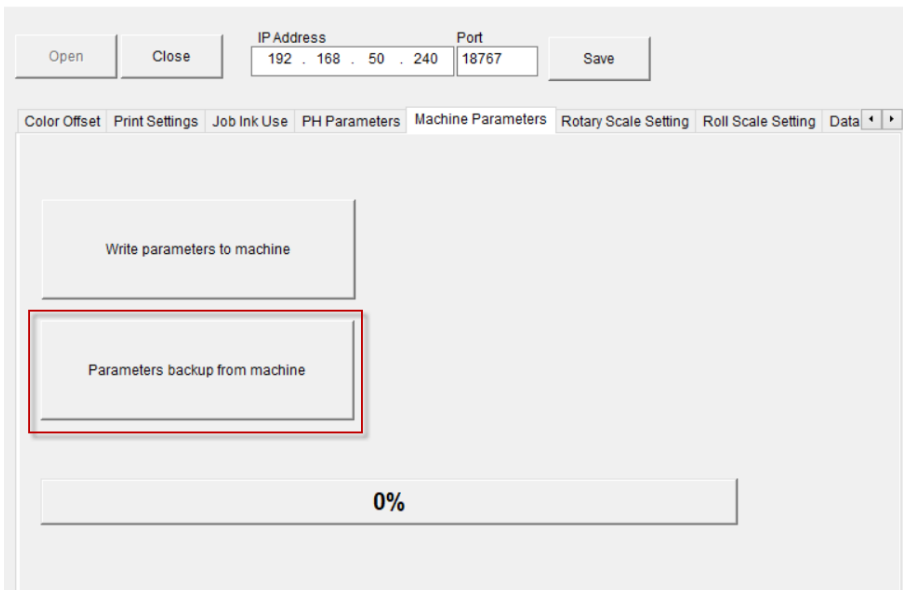 IP Address Port
Open Close 192 . 168 . 50 . 240 18767 Save
Color Offset Print Settings Job Ink Use PH Parameters Machine Parameters Rotary Scale Setting Roll Scale Setting Data
Write parameters to machine
Parameters backup from machine
0%